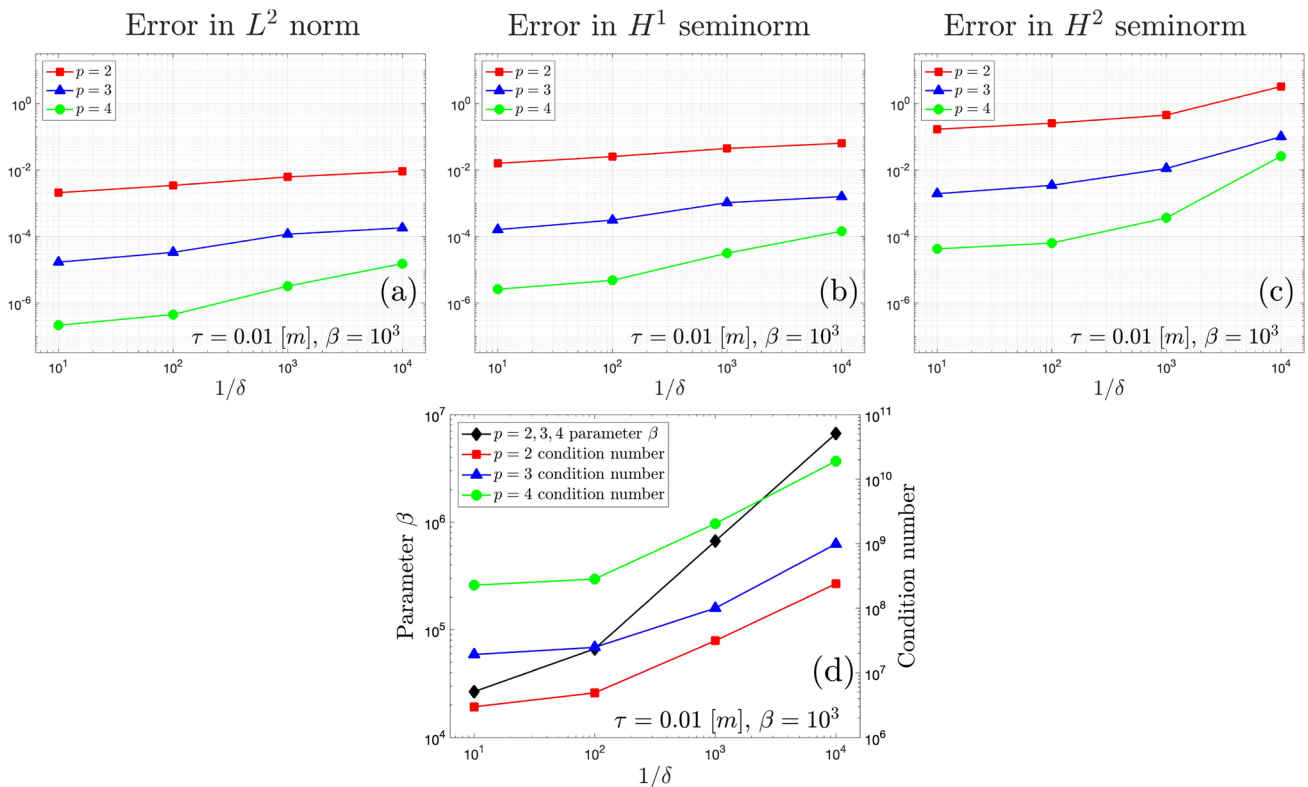 Error in $L^2$ norm
Error in $H^1$ seminorm
Error in $H^2$ seminorm
p = 2
p = 3
p = 4
10⁰
10⁻²
10⁻⁴
10⁻⁶
(a)
τ = 0.01 [m], β = 10³
10¹ 10² 10³ 10⁴
1/δ
p = 2
p = 3
p = 4
10⁰
10⁻²
10⁻⁴
10⁻⁶
(b)
τ = 0.01 [m], β = 10³
10¹ 10² 10³ 10⁴
1/δ
p = 2
p = 3
p = 4
10⁰
10⁻²
10⁻⁴
10⁻⁶
(c)
τ = 0.01 [m], β = 10³
10¹ 10² 10³ 10⁴
1/δ
p = 2, 3, 4 parameter β
p = 2 condition number
p = 3 condition number
p = 4 condition number
Parameter β
10⁷
10⁶
10⁵
10⁴
Condition number
10¹¹
10¹⁰
10⁹
10⁸
10⁷
10⁶
(d)
τ = 0.01 [m], β = 10³
10¹ 10² 10³ 10⁴
1/δ